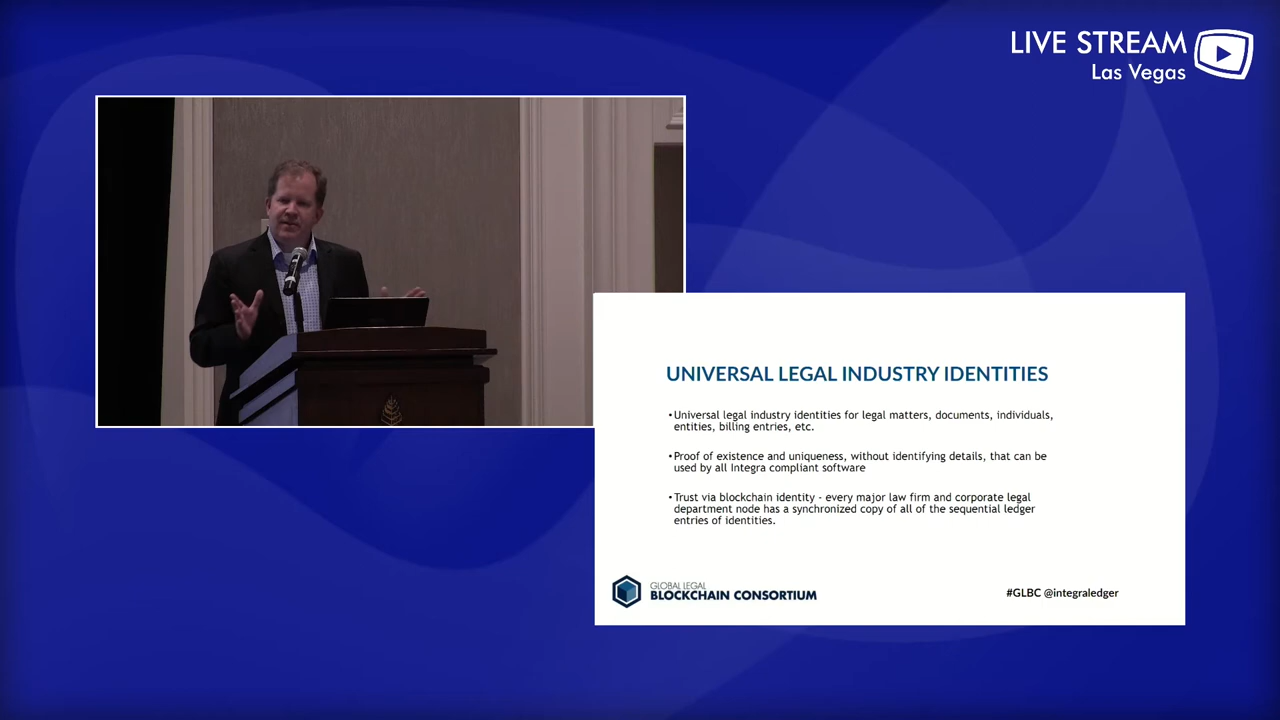 LIVE STREAM
Las Vegas
UNIVERSAL LEGAL INDUSTRY IDENTITIES
•Universal legal industry identities for legal matters, documents, individuals,
entities, billing entries, etc.
•Proof of existence and uniqueness, without identifying details, that can be
used by all Integra compliant software
•Trust via blockchain identity - every major law firm and corporate legal
department node has a synchronized copy of all of the sequential ledger
entries of identities.
GLOBAL LEGAL
BLOCKCHAIN CONSORTIUM
#GLBC @integraledger